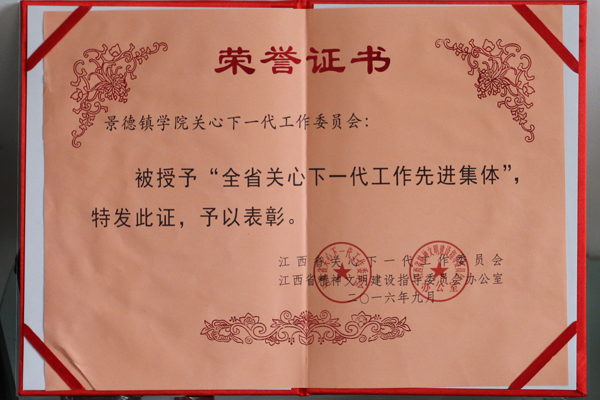 荣誉证书
景德镇学院关心下一代工作委员会：
被授予“全省关心下一代工作先进集体”，
特发此证，予以表彰。
江西省关心下一代工作委员会
江西省精神文明建设指导委员会办公室
二〇一六年九月